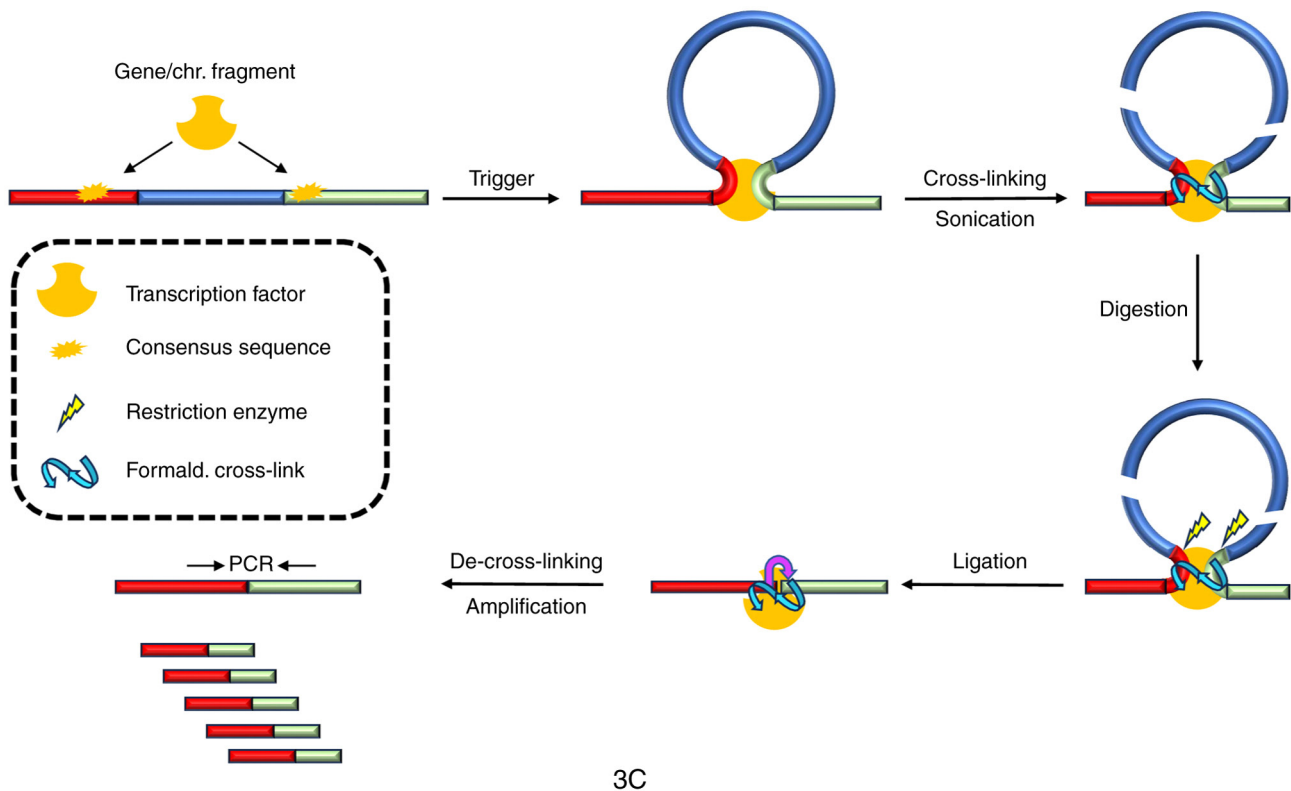 Gene/chr. fragment
Trigger
Cross-linking
Sonication
Digestion
Transcription factor
Consensus sequence
Restriction enzyme
Formald. cross-link
Ligation
De-cross-linking
Amplification
PCR
3C